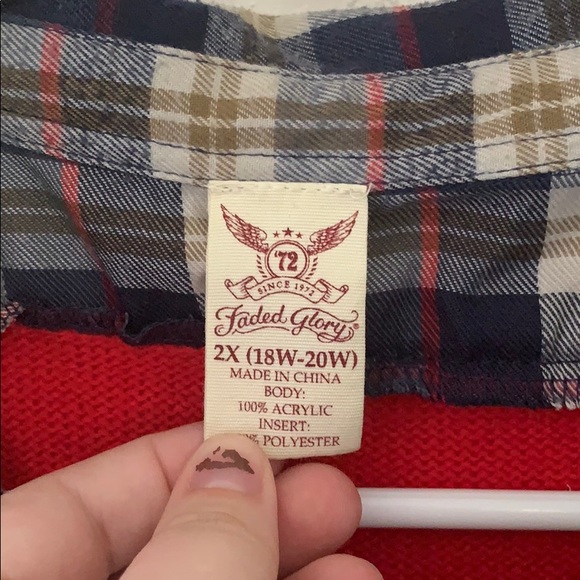 '72
SINCE 1972
Faded Glory®
2X (18W-20W)
MADE IN CHINA
BODY:
100% ACRYLIC
INSERT:
POLYESTER